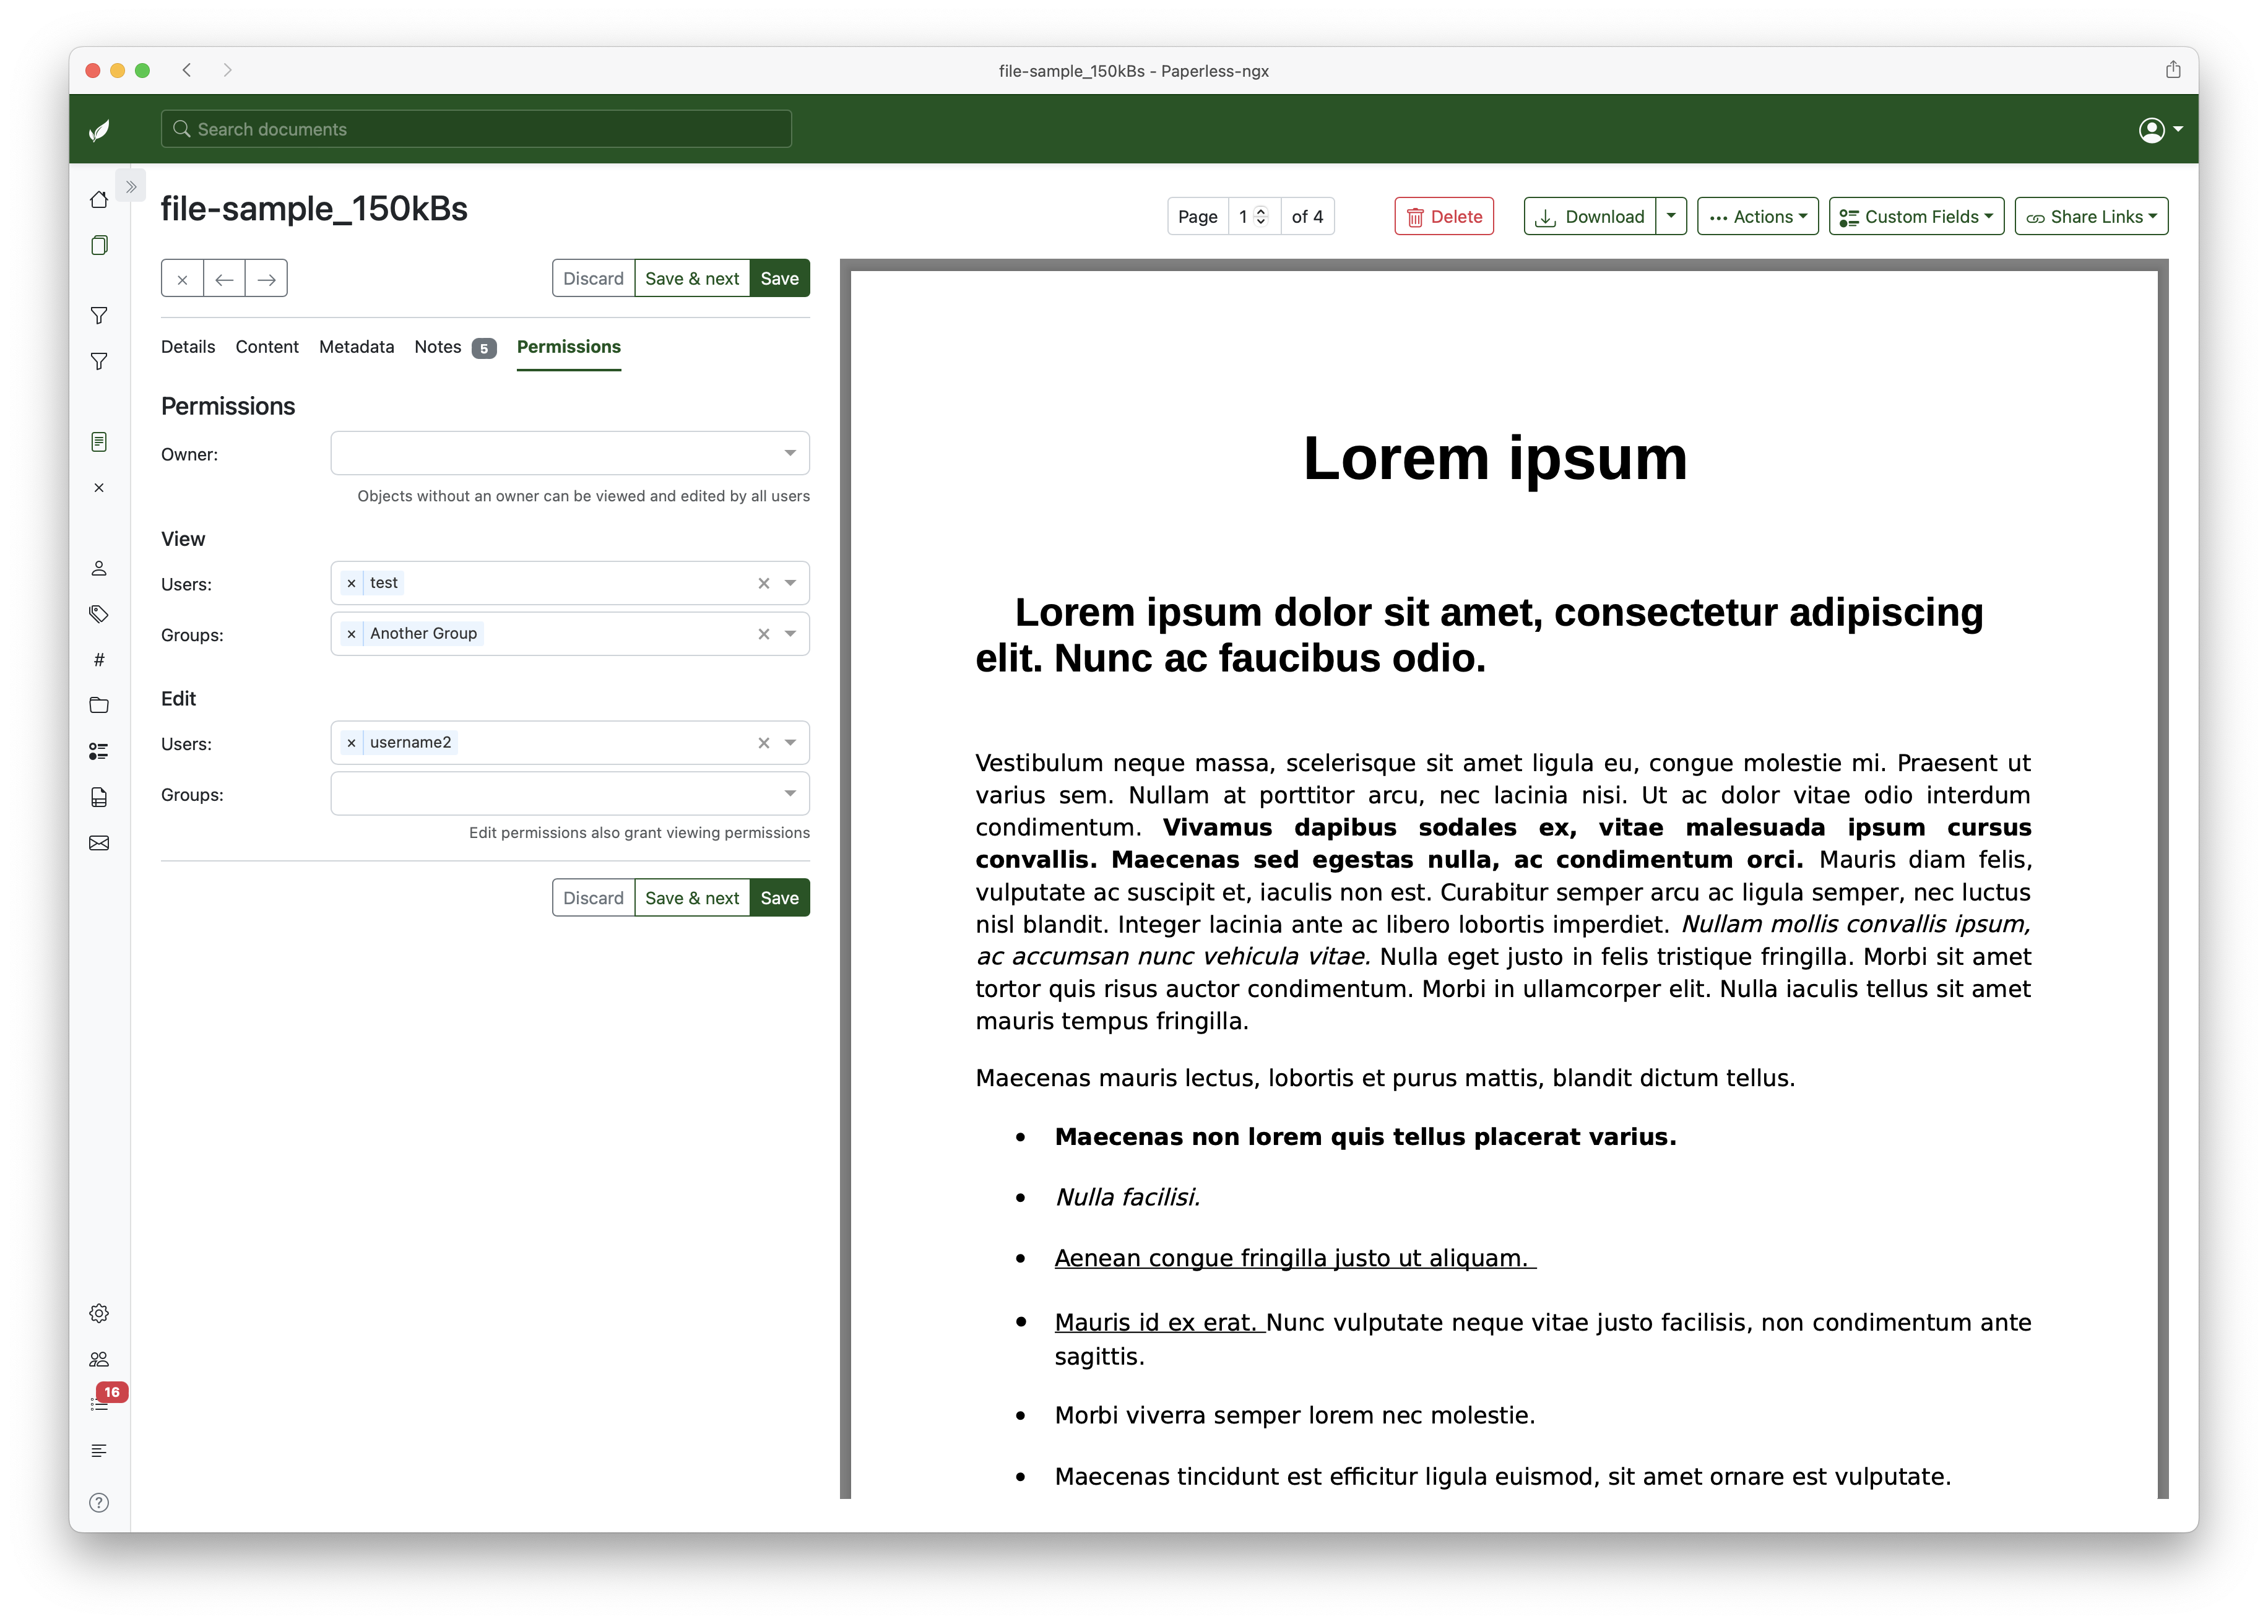 file-sample_150kBs - Paperless-ngx
Search documents
file-sample_150kBs
Page 1 of 4
Delete
Download
Actions
Custom Fields
Share Links
Discard Save & next Save
Details Content Metadata Notes 5 Permissions
Permissions
Owner:
Objects without an owner can be viewed and edited by all users
View
Users: × test
Groups: × Another Group
Edit
Users: × username2
Groups:
Edit permissions also grant viewing permissions
Discard Save & next Save
#
16
?
Lorem ipsum
Lorem ipsum dolor sit amet, consectetur adipiscing
elit. Nunc ac faucibus odio.
Vestibulum neque massa, scelerisque sit amet ligula eu, congue molestie mi. Praesent ut
varius sem. Nullam at porttitor arcu, nec lacinia nisi. Ut ac dolor vitae odio interdum
condimentum. Vivamus dapibus sodales ex, vitae malesuada ipsum cursus
convallis. Maecenas sed egestas nulla, ac condimentum orci. Mauris diam felis,
vulputate ac suscipit et, iaculis non est. Curabitur semper arcu ac ligula semper, nec luctus
nisl blandit. Integer lacinia ante ac libero lobortis imperdiet. Nullam mollis convallis ipsum,
ac accumsan nunc vehicula vitae. Nulla eget justo in felis tristique fringilla. Morbi sit amet
tortor quis risus auctor condimentum. Morbi in ullamcorper elit. Nulla iaculis tellus sit amet
mauris tempus fringilla.
Maecenas mauris lectus, lobortis et purus mattis, blandit dictum tellus.
• Maecenas non lorem quis tellus placerat varius.
• Nulla facilisi.
• Aenean congue fringilla justo ut aliquam.
• Mauris id ex erat. Nunc vulputate neque vitae justo facilisis, non condimentum ante
sagittis.
• Morbi viverra semper lorem nec molestie.
• Maecenas tincidunt est efficitur ligula euismod, sit amet ornare est vulputate.